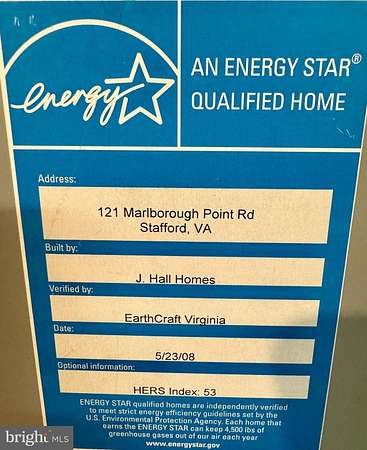 energy
AN ENERGY STAR®
QUALIFIED HOME
Address:
121 Marlborough Point Rd
Stafford, VA
Built by:
J. Hall Homes
Verified by:
EarthCraft Virginia
Date:
5/23/08
Optional information:
HERS Index: 53
ENERGY STAR qualified homes are independently verified
to meet strict energy efficiency guidelines set by the
U.S. Environmental Protection Agency. Each home that
earns the ENERGY STAR can keep 4,500 lbs of
greenhouse gases out of our air each year
www.energystar.gov
bright MLS